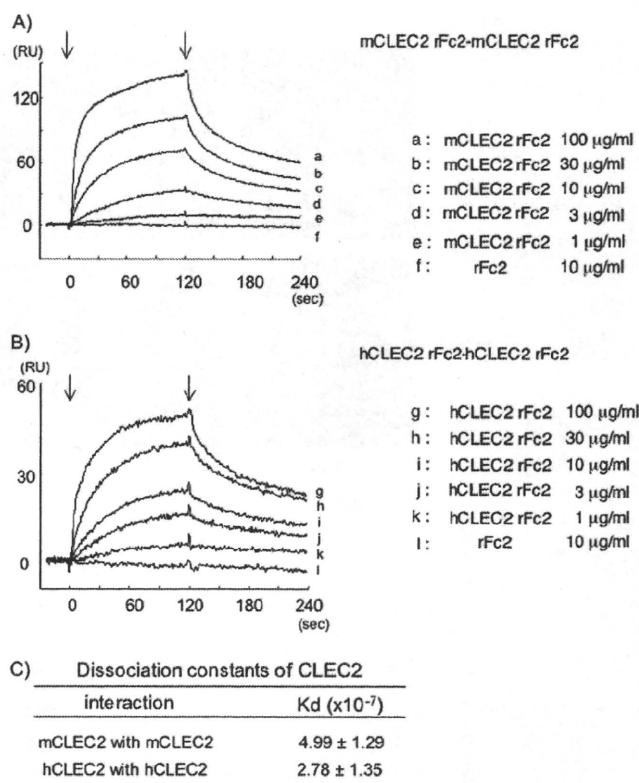 A)
(RU)
mCLEC2 rFc2-mCLEC2 rFc2
120
60
0
a
b
c
d
e
f
0 60 120 180 240
(sec)
a : mCLEC2 rFc2 100 µg/ml
b : mCLEC2 rFc2 30 µg/ml
c : mCLEC2 rFc2 10 µg/ml
d : mCLEC2 rFc2 3 µg/ml
e : mCLEC2 rFc2 1 µg/ml
f : rFc2 10 µg/ml
B)
(RU)
hCLEC2 rFc2-hCLEC2 rFc2
60
30
0
g
h
i
j
k
l
0 60 120 180 240
(sec)
g : hCLEC2 rFc2 100 µg/ml
h : hCLEC2 rFc2 30 µg/ml
i : hCLEC2 rFc2 10 µg/ml
j : hCLEC2 rFc2 3 µg/ml
k : hCLEC2 rFc2 1 µg/ml
l : rFc2 10 µg/ml
C) Dissociation constants of CLEC2
interaction Kd (x10⁻⁷)
mCLEC2 with mCLEC2 4.99 ± 1.29
hCLEC2 with hCLEC2 2.78 ± 1.35